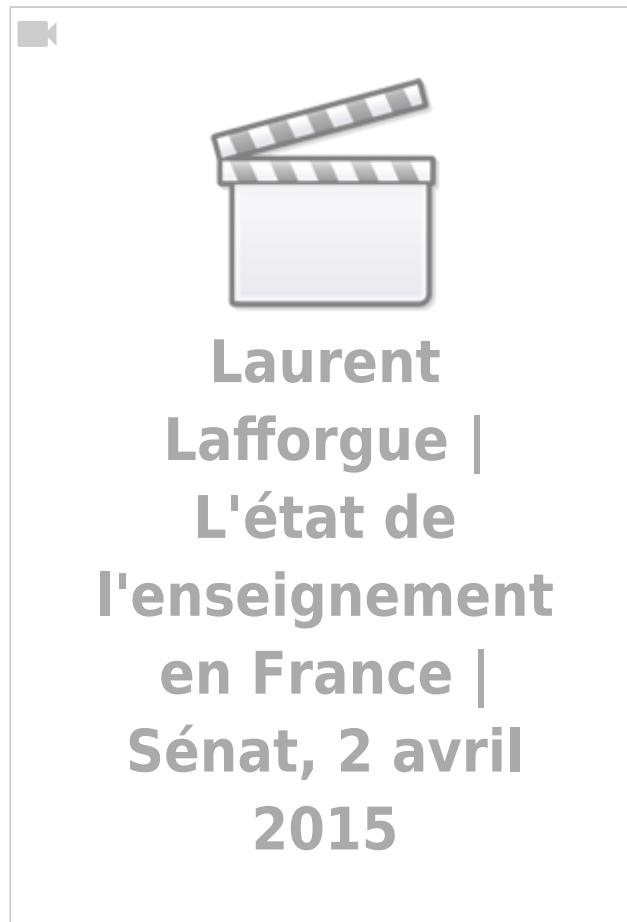 Laurent
Lafforgue |
L'état de
l'enseignement
en France |
Sénat, 2 avril
2015